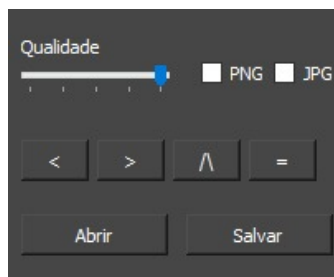 Qualidade
PNG JPG
< > /\ =
Abrir Salvar